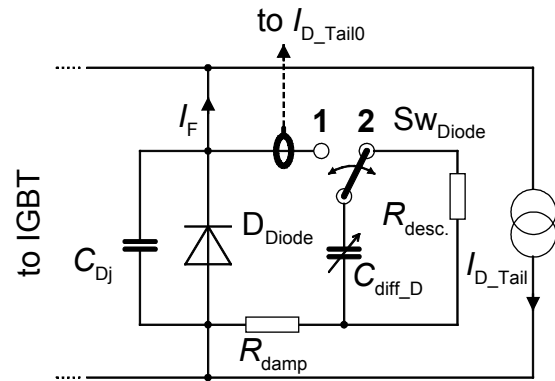 to I_D_Tail0
1 2 Sw_Diode
I_F
to IGBT
C_Dj
D_Diode
C_diff_D
R_desc.
I_D_Tail
R_damp